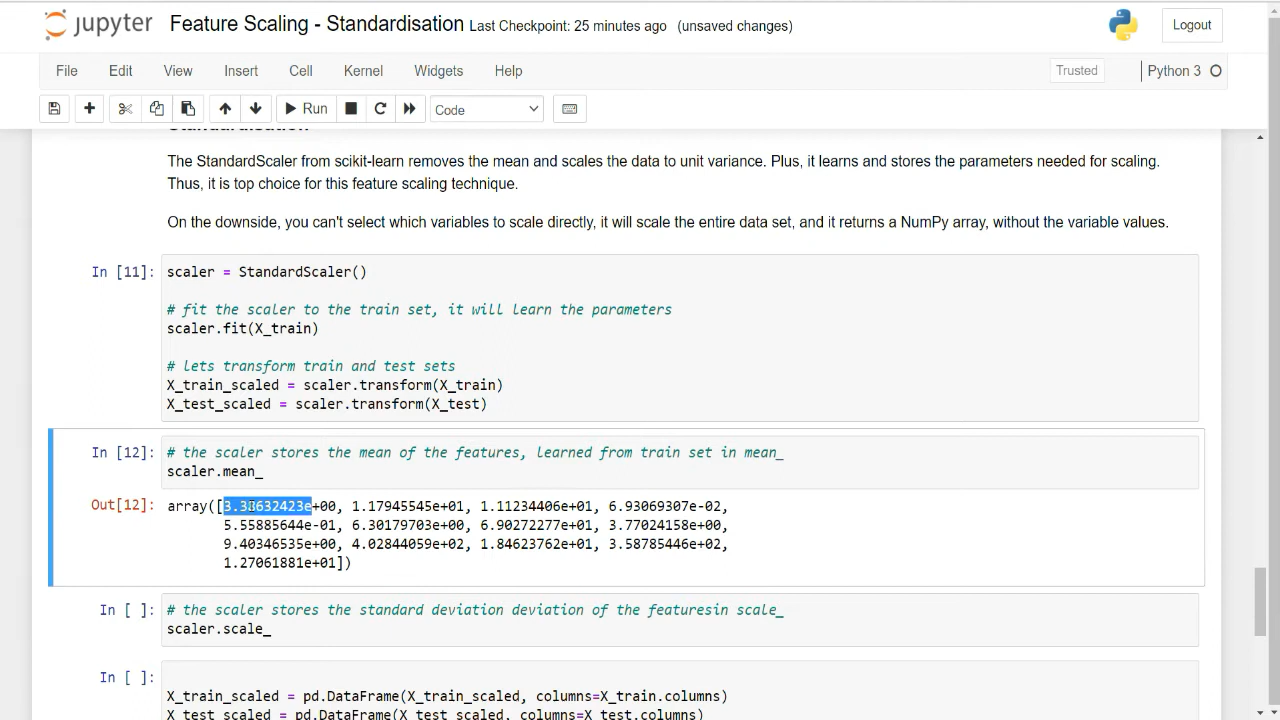 jupyter Feature Scaling - Standardisation Last Checkpoint: 25 minutes ago (unsaved changes) Logout
File Edit View Insert Cell Kernel Widgets Help Trusted Python 3
Run Code
Standardisation
The StandardScaler from scikit-learn removes the mean and scales the data to unit variance. Plus, it learns and stores the parameters needed for scaling.
Thus, it is top choice for this feature scaling technique.
On the downside, you can't select which variables to scale directly, it will scale the entire data set, and it returns a NumPy array, without the variable values.
In [11]: scaler = StandardScaler()
# fit the scaler to the train set, it will learn the parameters
scaler.fit(X_train)
# lets transform train and test sets
X_train_scaled = scaler.transform(X_train)
X_test_scaled = scaler.transform(X_test)
In [12]: # the scaler stores the mean of the features, learned from train set in mean_
scaler.mean_
Out[12]: array([3.33632423e+00, 1.17945545e+01, 1.11234406e+01, 6.93069307e-02,
5.55885644e-01, 6.30179703e+00, 6.90272277e+01, 3.77024158e+00,
9.40346535e+00, 4.02844059e+02, 1.84623762e+01, 3.58785446e+02,
1.27061881e+01])
In [ ]: # the scaler stores the standard deviation deviation of the featuresin scale_
scaler.scale_
In [ ]:
X_train_scaled = pd.DataFrame(X_train_scaled, columns=X_train.columns)
X_test_scaled = pd.DataFrame(X_test_scaled, columns=X_test.columns)